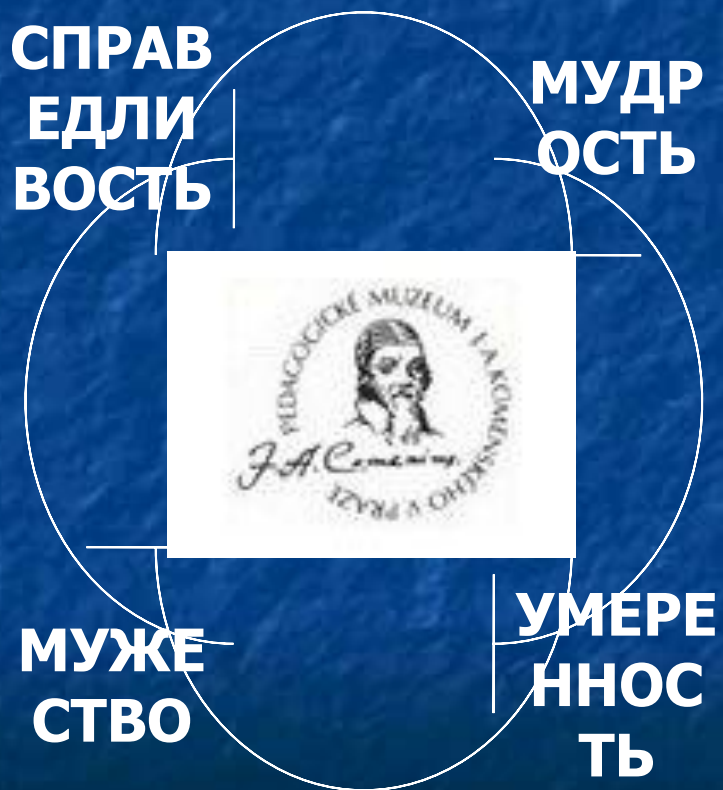 СПРАВ
ЕДЛИ
ВОСТЬ
МУДР
ОСТЬ
PEDAGOGICKÉ MUZEUM J.A.KOMENSKÉHO V PRAZE
J.A.Comenius
МУЖЕ
СТВО
УМЕРЕ
ННОС
ТЬ